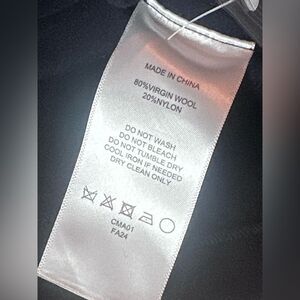 MADE IN CHINA
80%VIRGIN WOOL
20%NYLON
DO NOT WASH
DO NOT BLEACH
DO NOT TUMBLE DRY
COOL IRON IF NEEDED
DRY CLEAN ONLY
CMA01
FA24